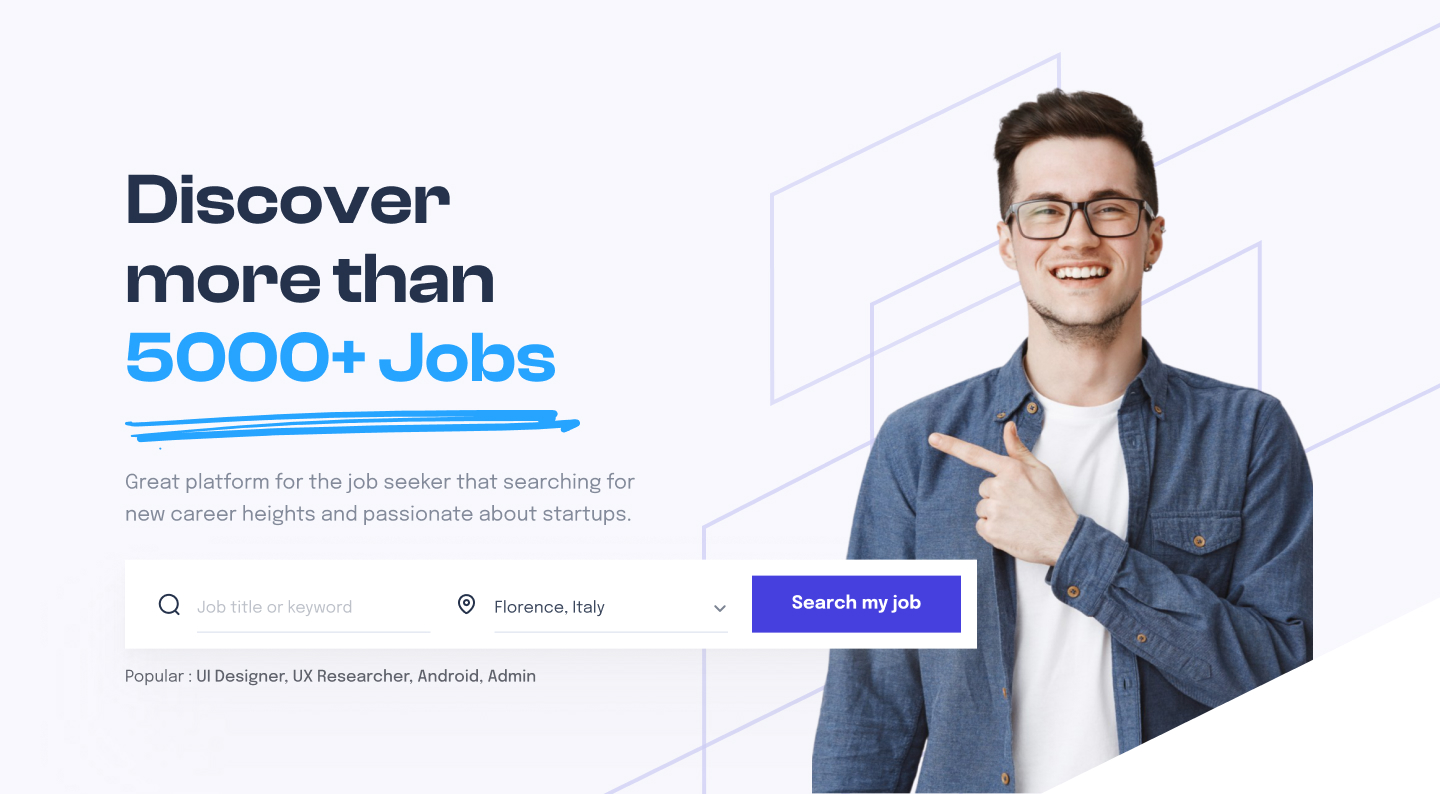 Discover
more than
5000+ Jobs
Great platform for the job seeker that searching for
new career heights and passionate about startups.
Job title or keyword
Florence, Italy
Search my job
Popular : UI Designer, UX Researcher, Android, Admin